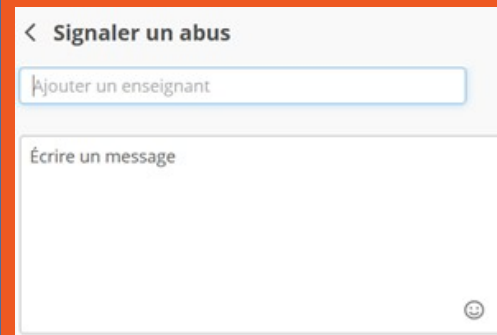 Signaler un abus
Ajouter un enseignant
Écrire un message